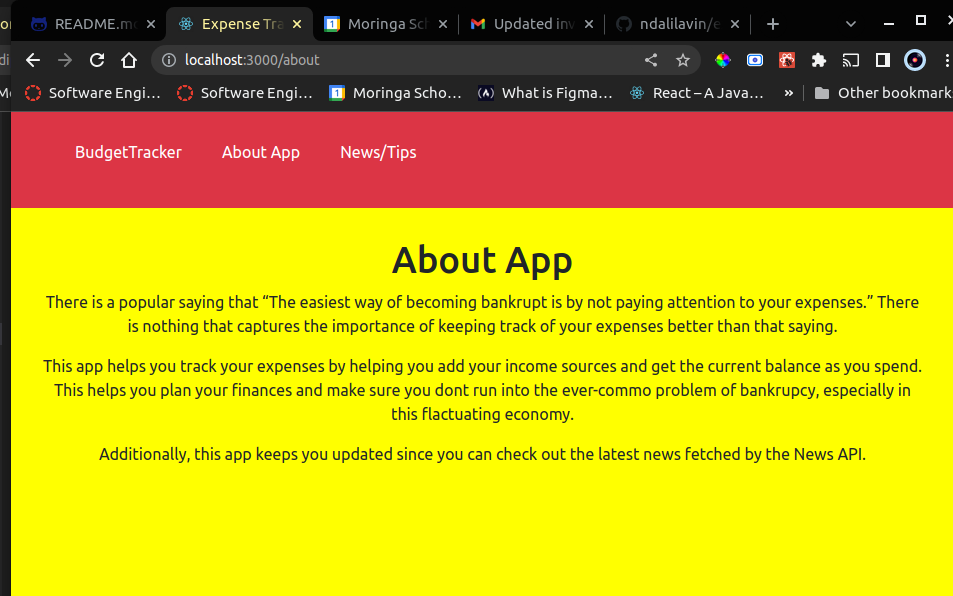 README.m
Expense Tra
Moringa Sc
Updated inv
ndalilavin/e
localhost:3000/about
Software Engi...
Software Engi...
Moringa Scho...
What is Figma...
React – A Java...
»
Other bookmark
BudgetTracker
About App
News/Tips
About App
There is a popular saying that “The easiest way of becoming bankrupt is by not paying attention to your expenses.” There
is nothing that captures the importance of keeping track of your expenses better than that saying.
This app helps you track your expenses by helping you add your income sources and get the current balance as you spend.
This helps you plan your finances and make sure you dont run into the ever-commo problem of bankrupcy, especially in
this flactuating economy.
Additionally, this app keeps you updated since you can check out the latest news fetched by the News API.